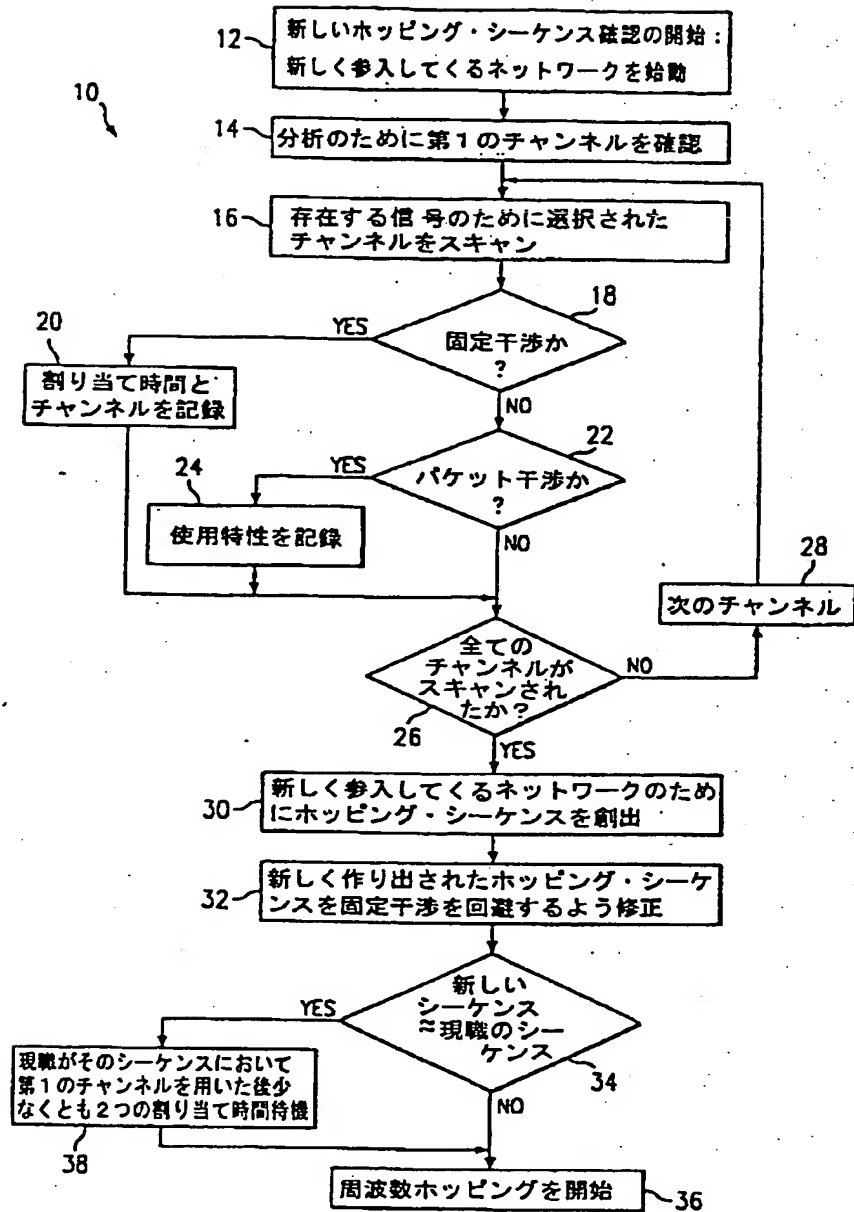 12
新しいホッピング・シーケンス確認の開始：
新しく参入してくるネットワークを始動
10
14
分析のために第1のチャンネルを確認
16
存在する信号のために選択された
チャンネルをスキャン
18
固定干渉か
?
YES
NO
20
割り当て時間と
チャンネルを記録
22
パケット干渉か
?
YES
NO
24
使用特性を記録
28
次のチャンネル
全ての
チャンネルが
スキャンされ
たか?
26
NO
YES
30
新しく参入してくるネットワークのため
にホッピング・シーケンスを創出
32
新しく作り出されたホッピング・シーケ
ンスを固定干渉を回避するよう修正
新しい
シーケンス
≈現職のシー
ケンス
34
YES
NO
現職がそのシーケンスにおいて
第1のチャンネルを用いた後少
なくとも2つの割り当て時間待機
38
周波数ホッピングを開始
36